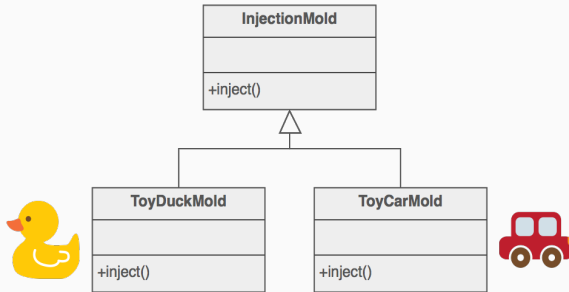 InjectionMold
+inject()
ToyDuckMold
+inject()
ToyCarMold
+inject()